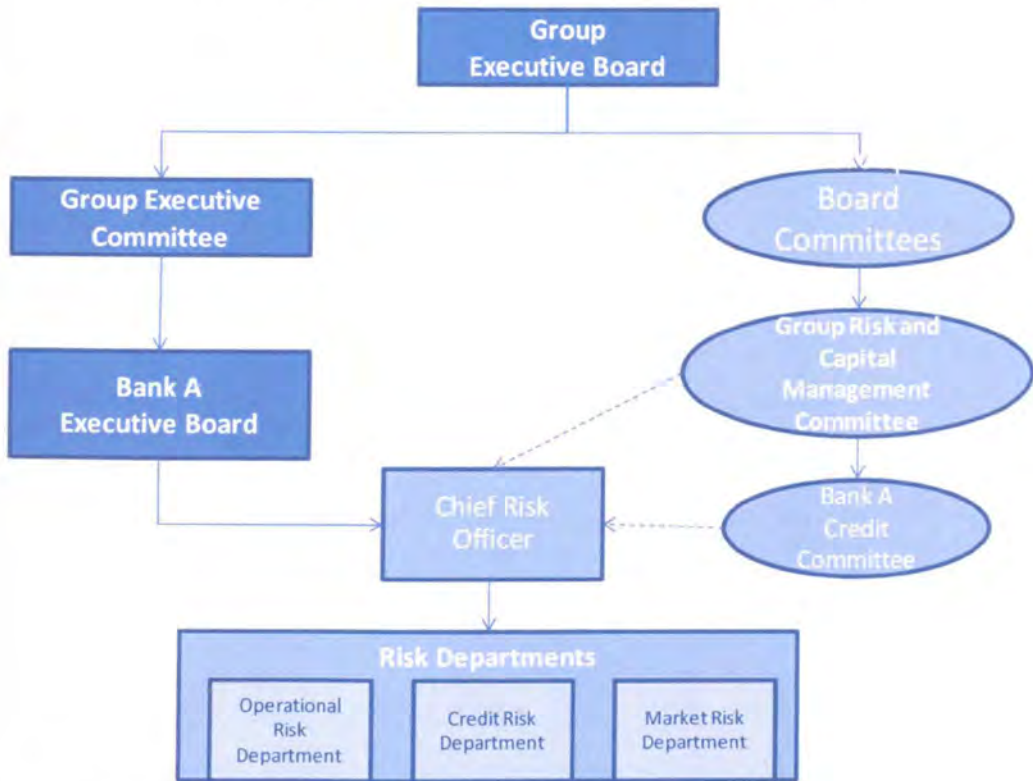 Group
Executive Board
Group Executive
Committee
Board
Committees
Bank A
Executive Board
Group Risk and
Capital
Management
Committee
Chief Risk
Officer
Bank A
Credit
Committee
Risk Departments
Operational
Risk
Department
Credit Risk
Department
Market Risk
Department